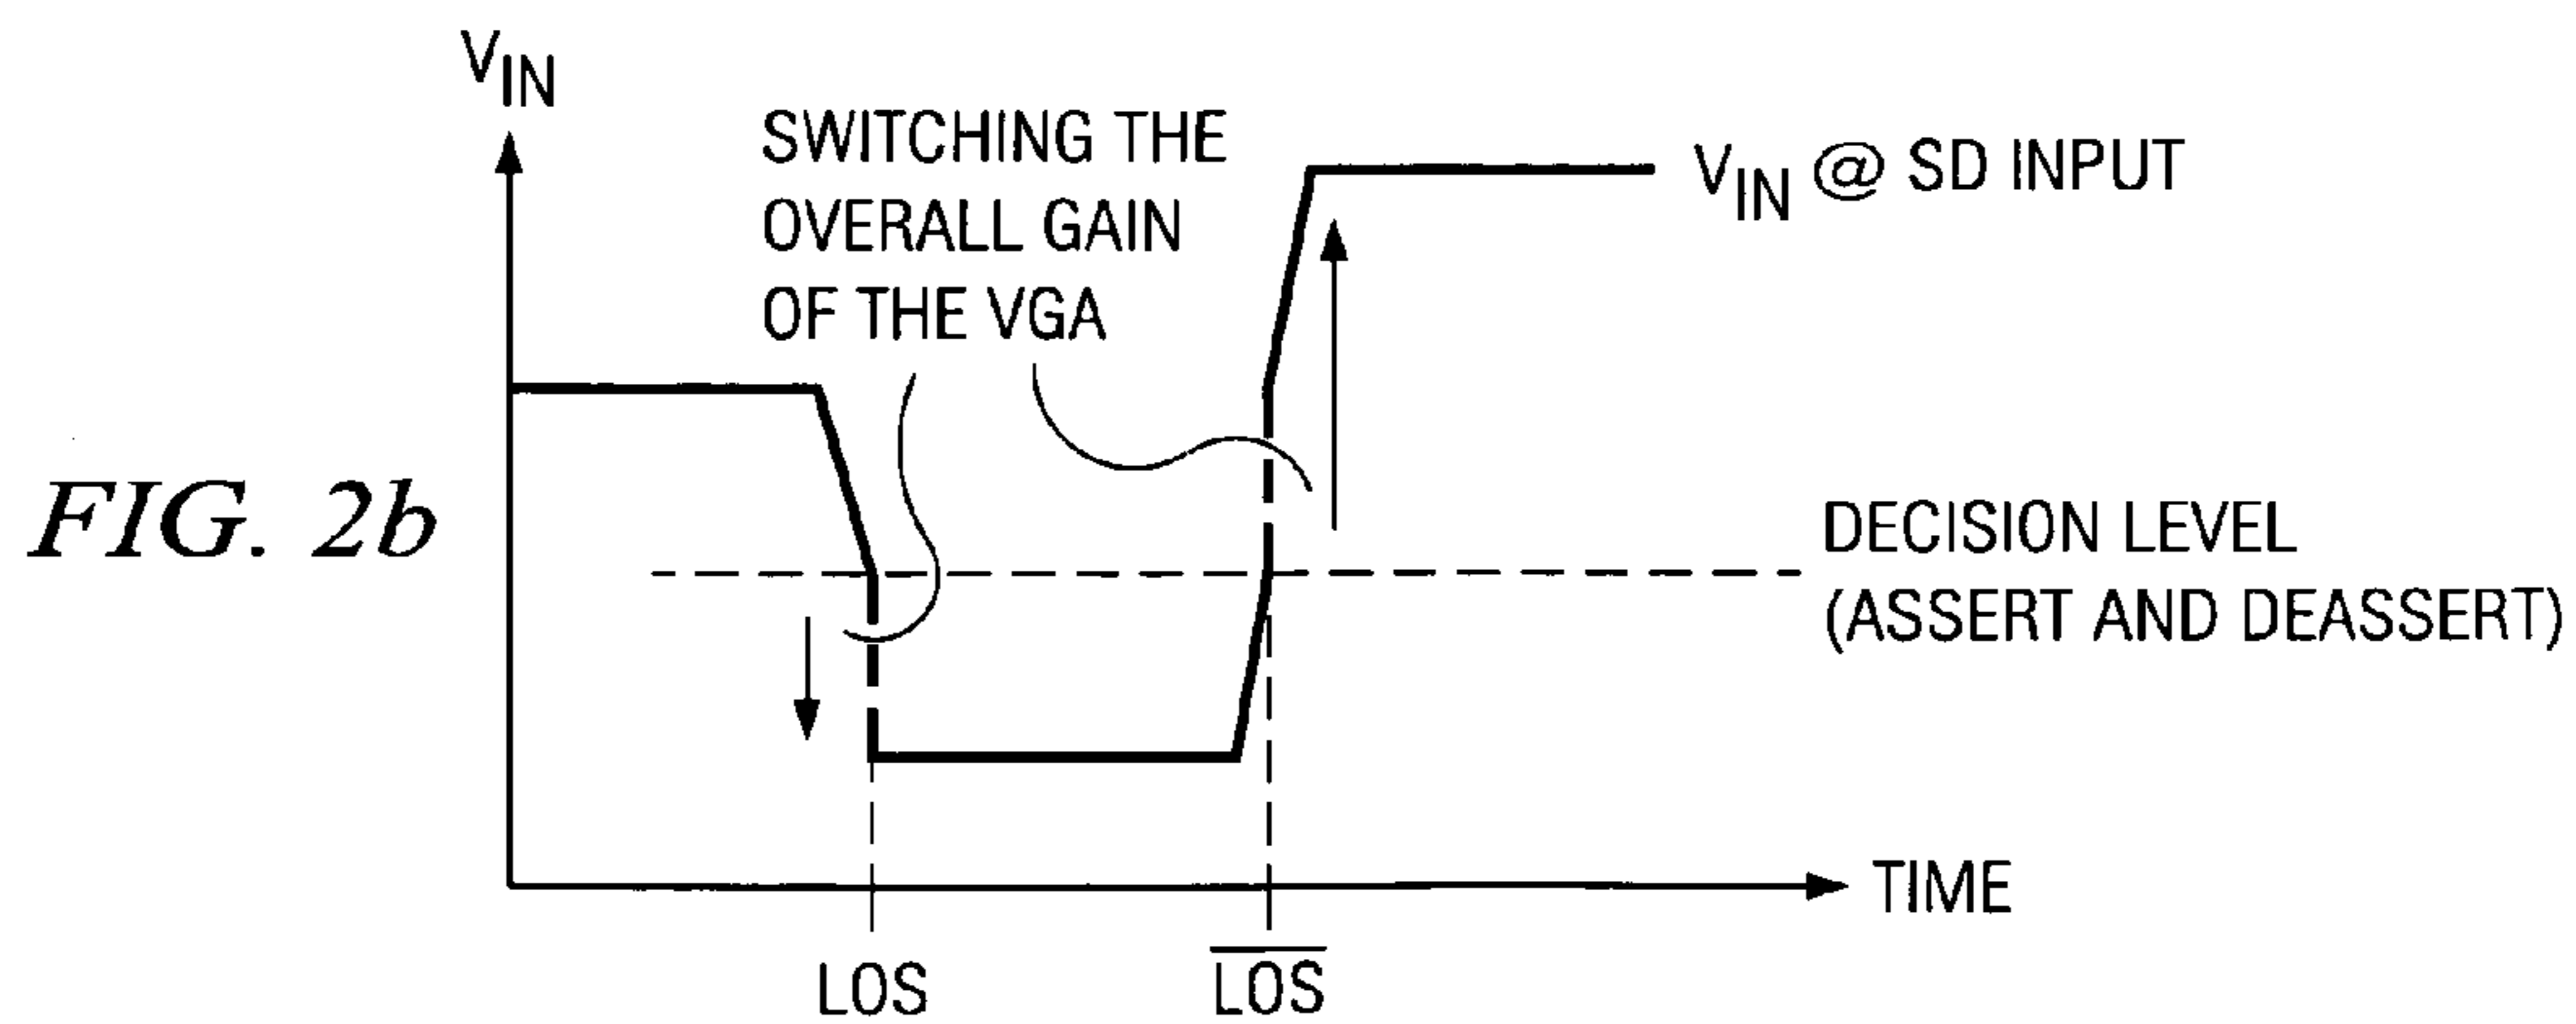 V_IN
SWITCHING THE
OVERALL GAIN
OF THE VGA
V_IN @ SD INPUT
FIG. 2b
DECISION LEVEL
(ASSERT AND DEASSERT)
TIME
LOS
L̅O̅S̅